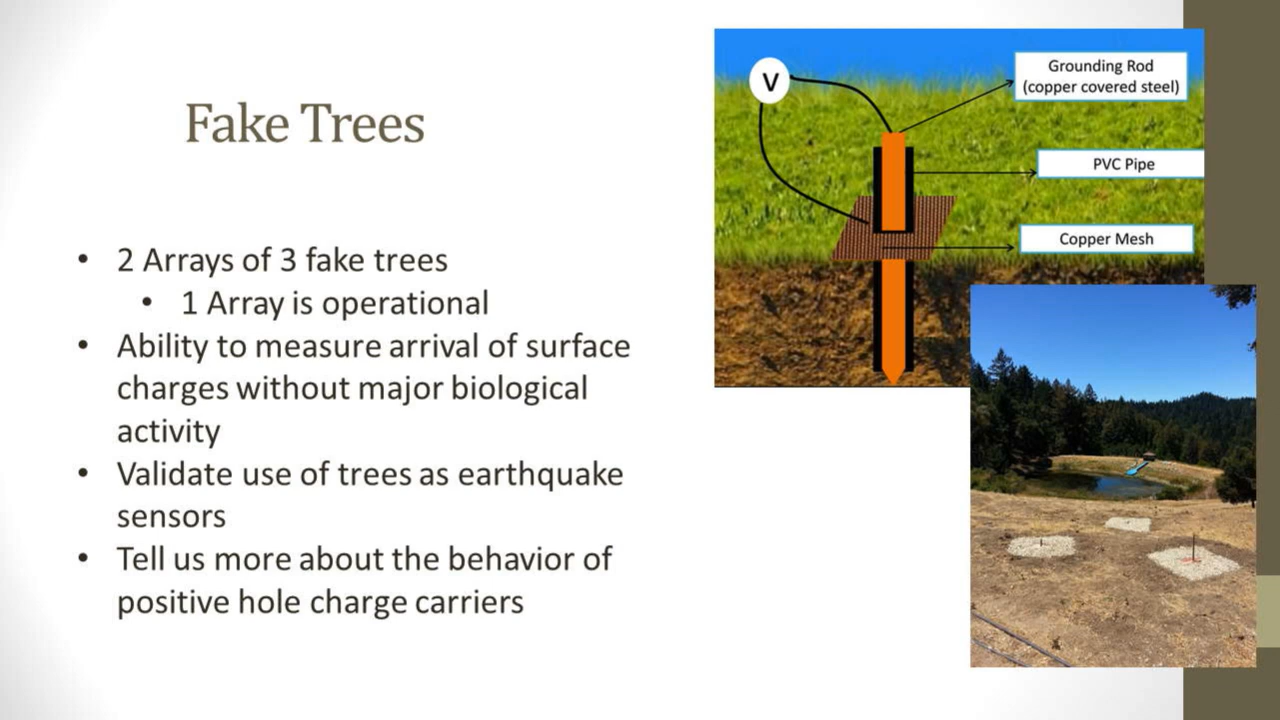 Fake Trees
• 2 Arrays of 3 fake trees
• 1 Array is operational
• Ability to measure arrival of surface
charges without major biological
activity
• Validate use of trees as earthquake
sensors
• Tell us more about the behavior of
positive hole charge carriers
V
Grounding Rod
(copper covered steel)
PVC Pipe
Copper Mesh